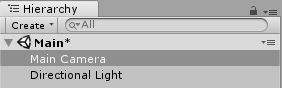 Hierarchy
Create All
Main*
Main Camera
Directional Light